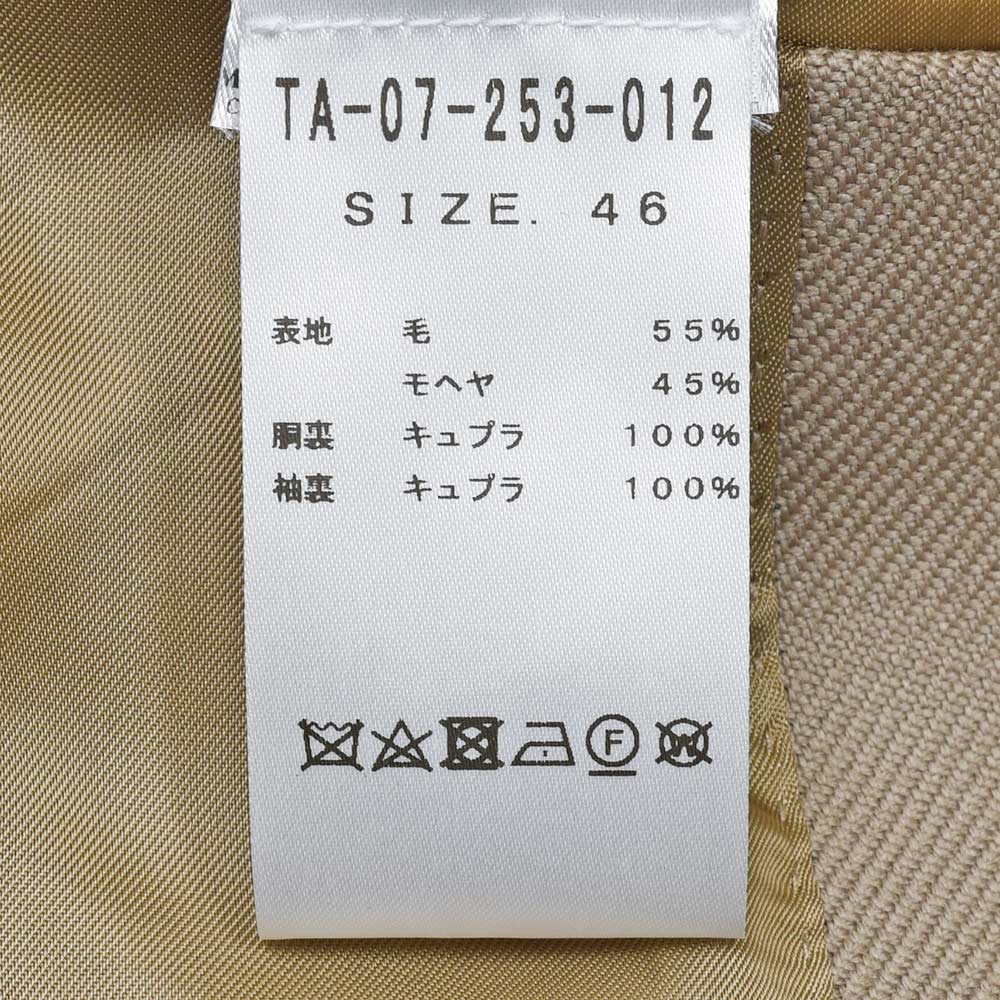 TA-07-253-012
SIZE. 46
表地 毛 55%
モヘヤ 45%
胴裏 キュプラ 100%
袖裏 キュプラ 100%
F
W